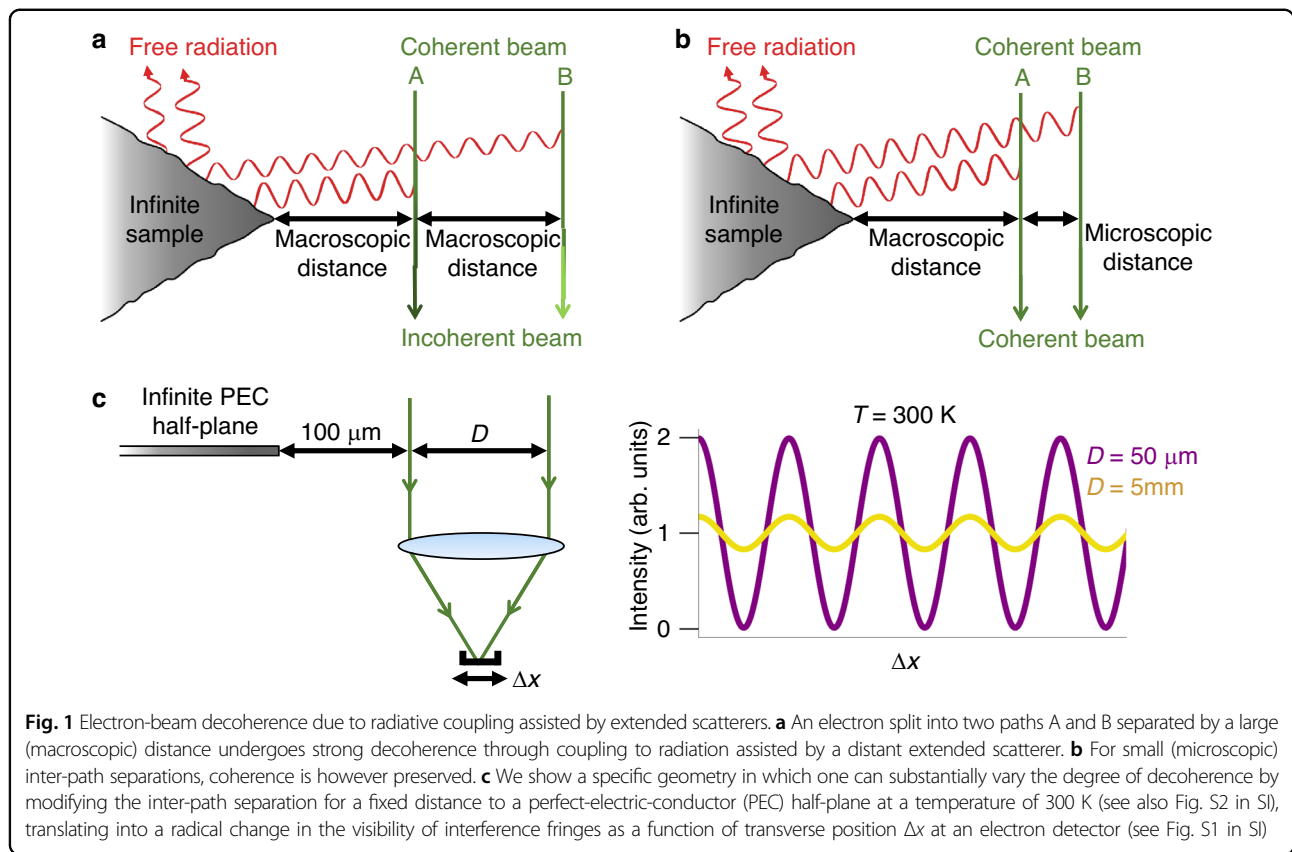 a
Free radiation
Coherent beam
A
B
Infinite
sample
Macroscopic
distance
Macroscopic
distance
Incoherent beam
b
Free radiation
Coherent beam
A
B
Infinite
sample
Macroscopic
distance
Microscopic
distance
Coherent beam
c
Infinite PEC
half-plane
100 μm
D
Δx
T = 300 K
Intensity (arb. units)
2
1
0
D = 50 μm
D = 5mm
Δx
Fig. 1 Electron-beam decoherence due to radiative coupling assisted by extended scatterers. a An electron split into two paths A and B separated by a large
(macroscopic) distance undergoes strong decoherence through coupling to radiation assisted by a distant extended scatterer. b For small (microscopic)
inter-path separations, coherence is however preserved. c We show a specific geometry in which one can substantially vary the degree of decoherence by
modifying the inter-path separation for a fixed distance to a perfect-electric-conductor (PEC) half-plane at a temperature of 300 K (see also Fig. S2 in SI),
translating into a radical change in the visibility of interference fringes as a function of transverse position Δx at an electron detector (see Fig. S1 in SI)